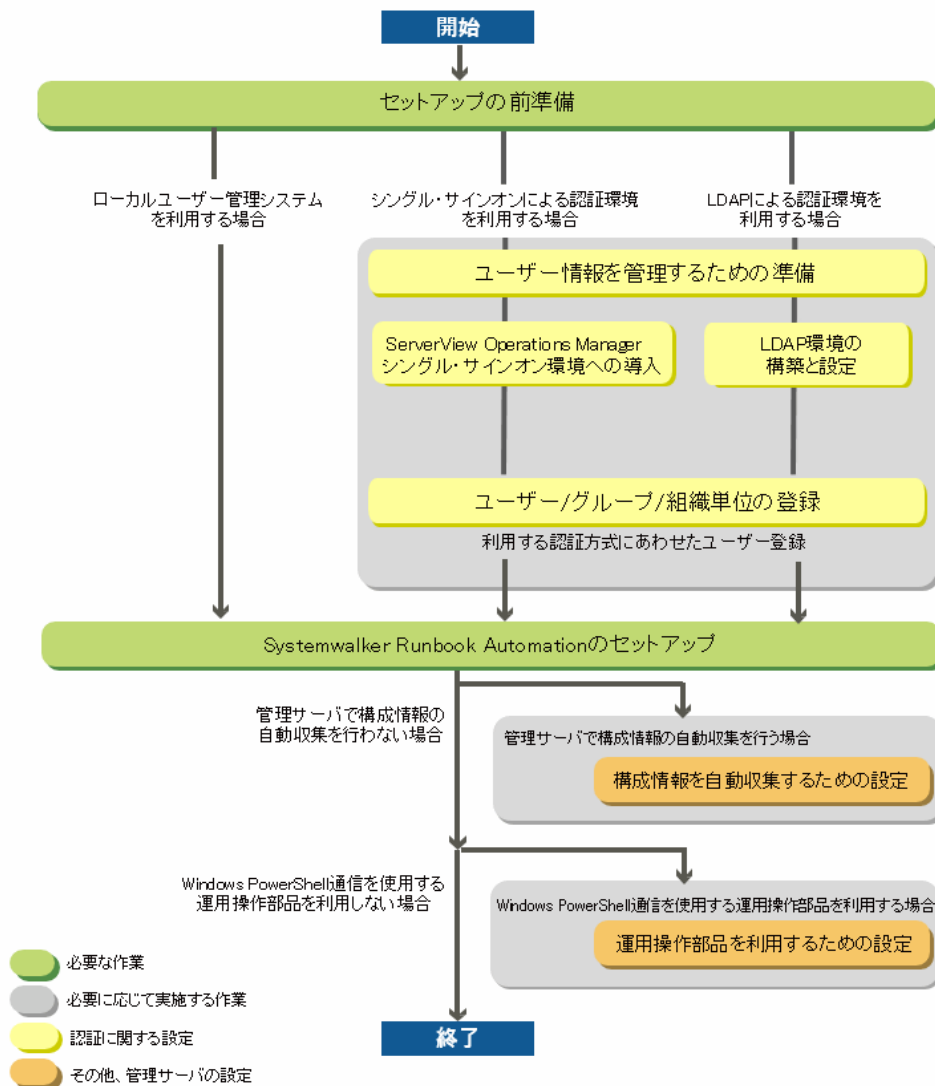 開始
セットアップの前準備
ローカルユーザー管理システム
を利用する場合
シングル・サインオンによる認証環境
を利用する場合
LDAPによる認証環境を
利用する場合
ユーザー情報を管理するための準備
ServerView Operations Manager
シングル・サインオン環境への導入
LDAP環境の
構築と設定
ユーザー/グループ/組織単位の登録
利用する認証方式にあわせたユーザー登録
Systemwalker Runbook Automationのセットアップ
管理サーバで構成情報の
自動収集を行わない場合
管理サーバで構成情報の自動収集を行う場合
構成情報を自動収集するための設定
Windows PowerShell通信を使用する
運用操作部品を利用しない場合
Windows PowerShell通信を使用する運用操作部品を利用する場合
運用操作部品を利用するための設定
必要な作業
必要に応じて実施する作業
認証に関する設定
その他、管理サーバの設定
終了